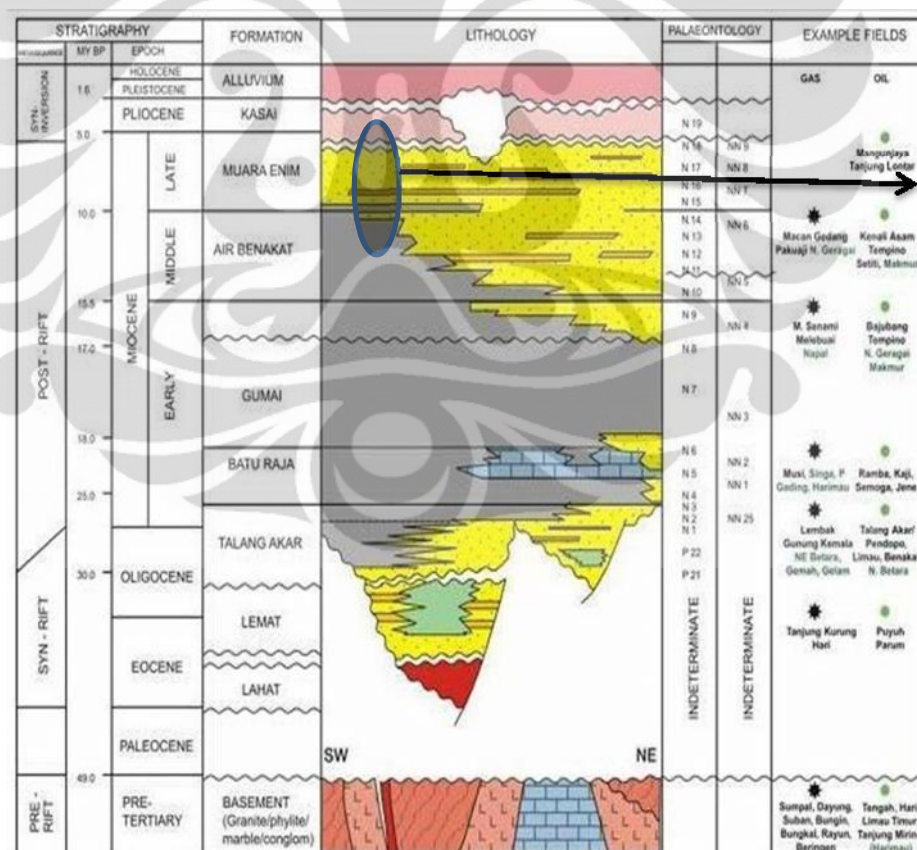 STRATIGRAPHY
FORMATION
LITHOLOGY
PALAEONTOLOGY
EXAMPLE FIELDS
MY BP
EPOCH
GAS
OIL
SYN-
INVERSION
HOLOCENE
1.6
PLEISTOCENE
ALLUVIUM
PLIOCENE
KASAI
N 19
5.0
N 18
NN 9
LATE
MUARA ENIM
N 17
NN 8
Mangunjaya
Tanjung Lontar
N 16
NN 7
N 15
10.0
MIDDLE
AIR BENAKAT
N 14
NN 6
N 13
N 12
N 11
NN 5
N 10
Macan Gedang
Pakuaji N. Geragai
Kenali Asam
Tempino
Setiti, Makmur
POST - RIFT
MIOCENE
EARLY
N 9
NN 4
17.0
N 8
M. Senami
Melebuai
Napal
Bajubang
Tempino
N. Geragai
Makmur
GUMAI
N 7
NN 3
BATU RAJA
N 6
NN 2
N 5
NN 1
N 4
25.0
Musi, Singa, P
Gading, Harimau
Ramba, Kaji,
Semoga, Jene
N 3
N 2
NN 25
N 1
TALANG AKAR
P 22
30.0
P 21
OLIGOCENE
Lembak
Gunung Kemala
NE Betara,
Gemah, Gelam
Talang Akar
Pendopo,
Limau, Benakat
N. Betara
SYN - RIFT
LEMAT
INDETERMINATE
INDETERMINATE
Tanjung Kurung
Hari
Puyuh
Parum
EOCENE
LAHAT
PALEOCENE
SW
NE
49.0
PRE -
RIFT
PRE-
TERTIARY
BASEMENT
(Granite/phylite/
marble/conglom)
Sumpal, Dayung,
Suban, Bungin,
Bungkal, Rayun,
Beringen
Tengah, Hari
Limau Timur
Tanjung Mirin
(Harimau)